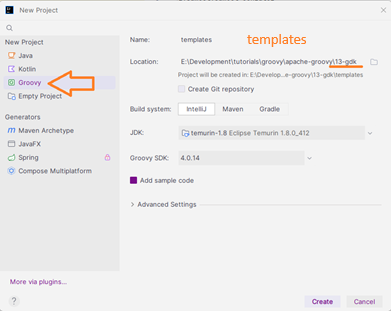 New Project
New Project
Java
Kotlin
Groovy
Empty Project
Generators
Maven Archetype
JavaFX
Spring
Compose Multiplatform
More via plugins...
?
Name:
templates
templates
Location:
E:\Development\tutorials\groovy\apache-groovy\13-gdk
Project will be created in: E:\Develop...e-groovy\13-gdk\templates
Create Git repository
Build system:
IntelliJ
Maven
Gradle
JDK:
temurin-1.8 Eclipse Temurin 1.8.0_412
Groovy SDK:
4.0.14
Add sample code
Advanced Settings
Create
Cancel